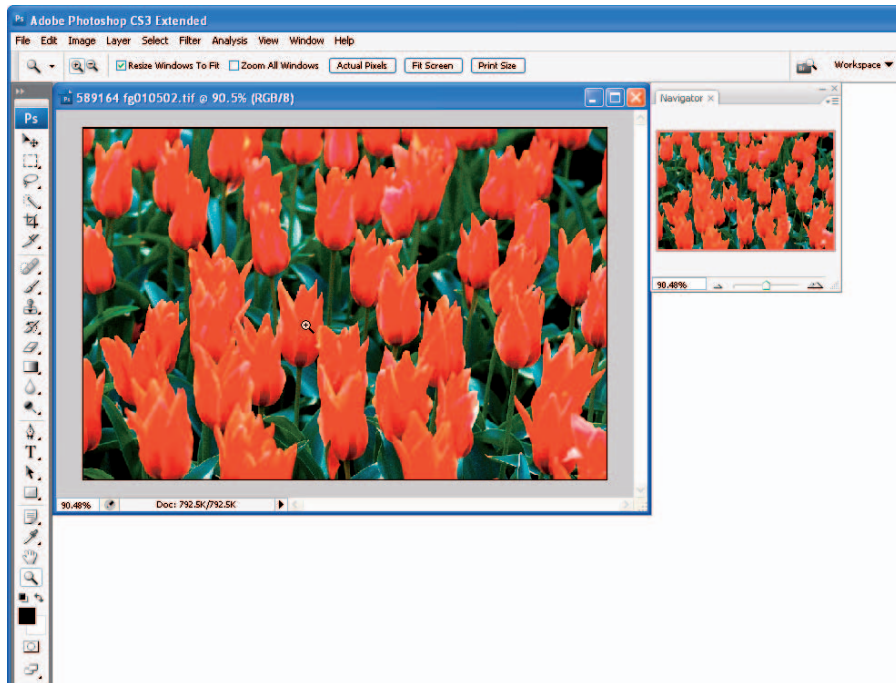 Ps Adobe Photoshop CS3 Extended
File Edit Image Layer Select Filter Analysis View Window Help
Resize Windows To Fit Zoom All Windows Actual Pixels Fit Screen Print Size Workspace
589164 fg010502.tif @ 90.5% (RGB/8)
Navigator ×
Ps
90.48%
T
90.48% Doc: 792.5K/792.5K